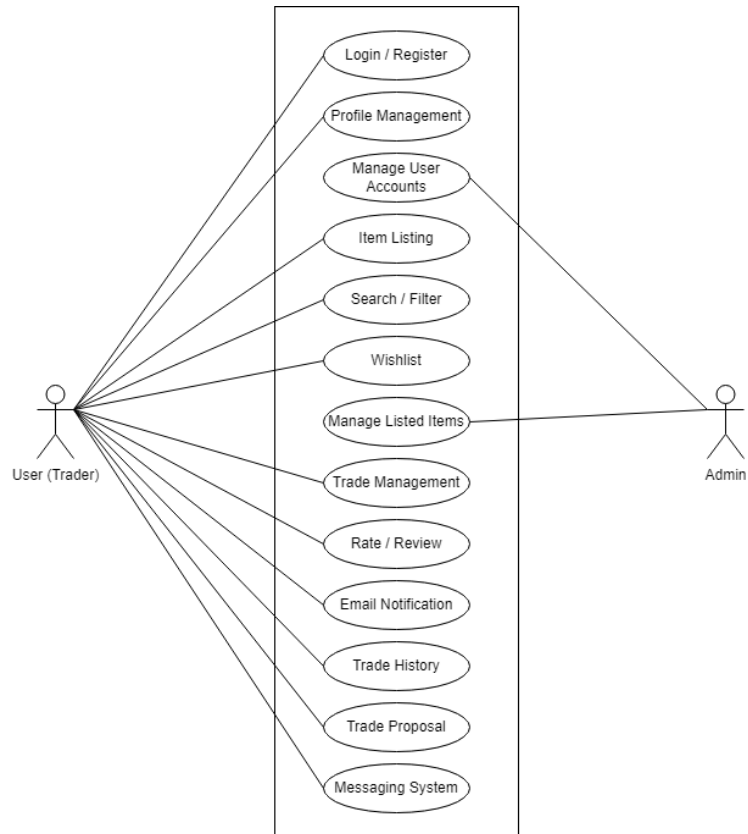 Login / Register
Profile Management
Manage User
Accounts
Item Listing
Search / Filter
Wishlist
Manage Listed Items
User (Trader)
Admin
Trade Management
Rate / Review
Email Notification
Trade History
Trade Proposal
Messaging System